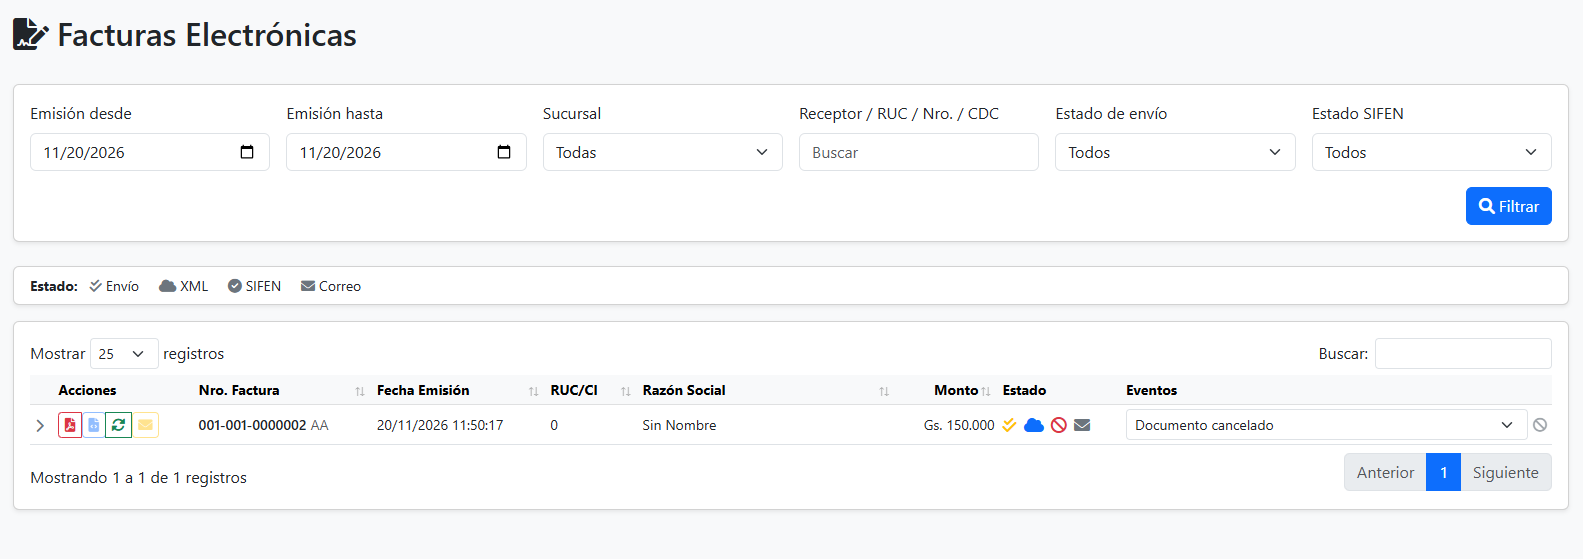 Facturas Electrónicas
Emisión desde Emisión hasta Sucursal Receptor / RUC / Nro. / CDC Estado de envío Estado SIFEN
11/20/2026 11/20/2026 Todas Buscar Todos Todos
Filtrar
Estado: Envío XML SIFEN Correo
Mostrar 25 registros Buscar:
Acciones Nro. Factura Fecha Emisión RUC/CI Razón Social Monto Estado Eventos
001-001-0000002 AA 20/11/2026 11:50:17 0 Sin Nombre Gs. 150.000 Documento cancelado
Mostrando 1 a 1 de 1 registros Anterior 1 Siguiente